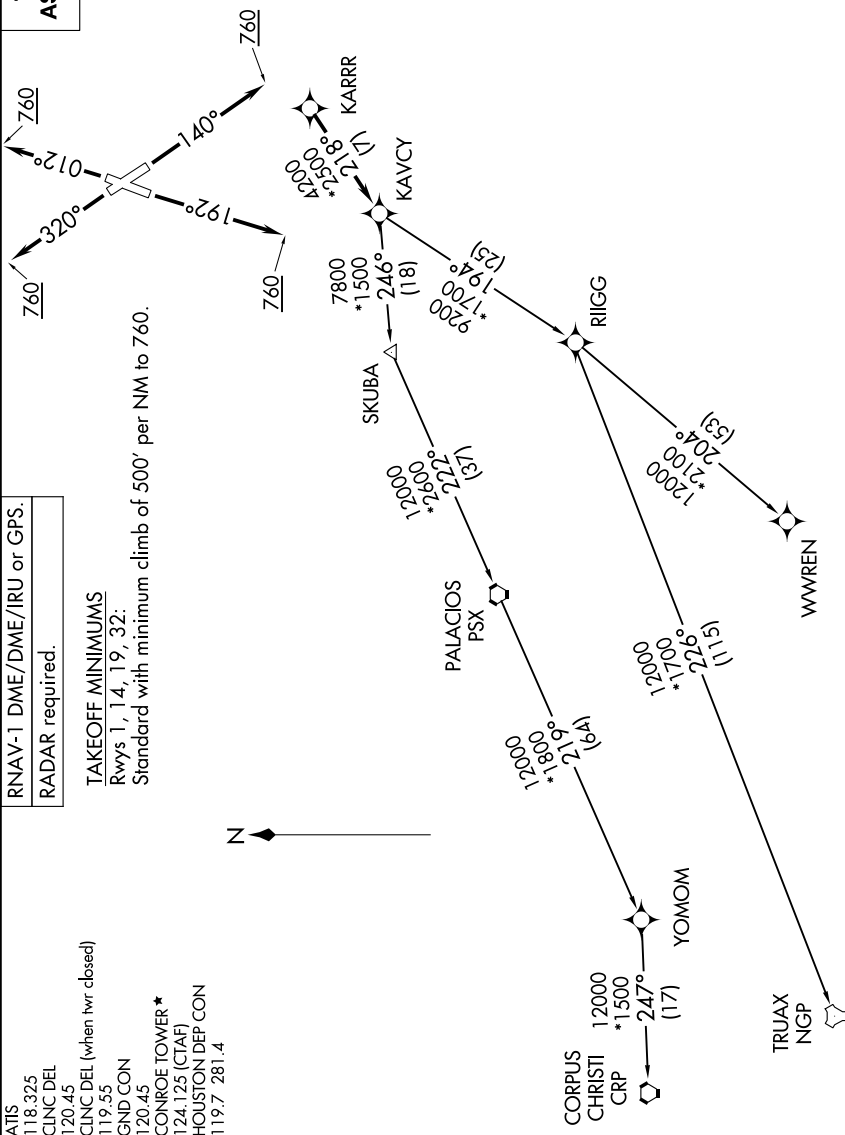 AS
ATIS
118.325
CLNC DEL
120.45
CLNC DEL (when twr closed)
119.55
GND CON
120.45
CONROE TOWER★
124.125 (CTAF)
HOUSTON DEP CON
119.7 281.4
RNAV-1 DME/DME/IRU or GPS.
RADAR required.
TAKEOFF MINIMUMS
Rwys 1, 14, 19, 32:
Standard with minimum climb of 500' per NM to 760.
760
760
760
760
012°
140°
320°
192°
N
KARRR
4200
*2500
218°
(7)
KAVCY
7800
*1500
246°
(18)
9200
*1700
194°
(25)
SKUBA
RIIGG
12000
*2600
222°
(37)
12000
*2100
204°
(53)
PALACIOS
PSX
WWREN
12000
*1800
219°
(64)
12000
*1700
226°
(115)
YOMOM
12000
*1500
247°
(17)
CORPUS
CHRISTI
CRP
TRUAX
NGP